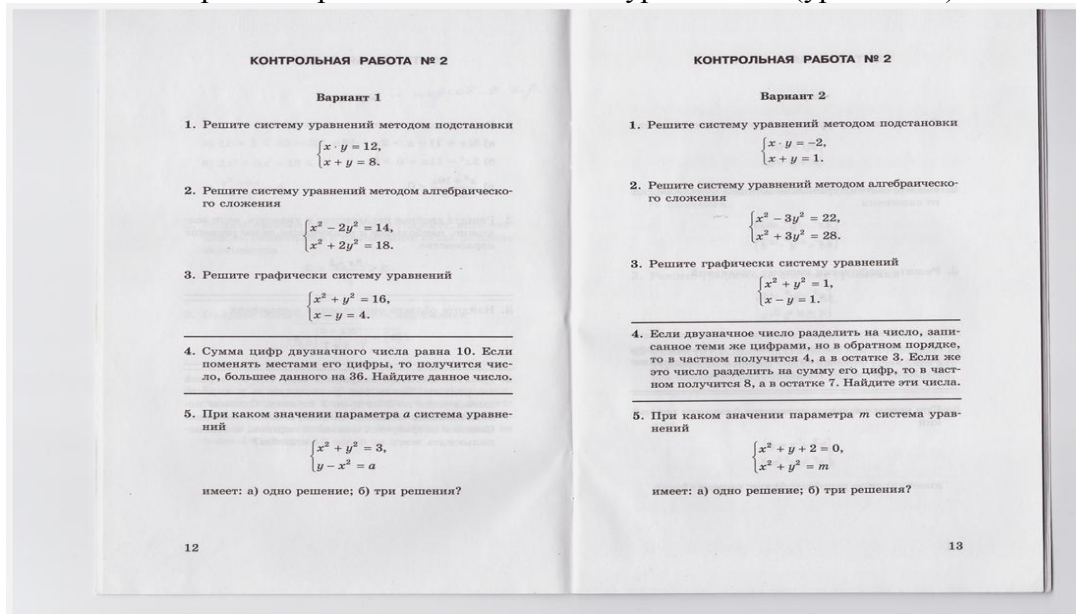 КОНТРОЛЬНАЯ РАБОТА № 2
Вариант 1
1. Решите систему уравнений методом подстановки
{x · y = 12,
x + y = 8.
2. Решите систему уравнений методом алгебраическо-
го сложения
{x² − 2y² = 14,
x² + 2y² = 18.
3. Решите графически систему уравнений
{x² + y² = 16,
x − y = 4.
4. Сумма цифр двузначного числа равна 10. Если
поменять местами его цифры, то получится чис-
ло, большее данного на 36. Найдите данное число.
5. При каком значении параметра a система уравне-
ний
{x² + y² = 3,
y − x² = a
имеет: а) одно решение; б) три решения?
12
КОНТРОЛЬНАЯ РАБОТА № 2
Вариант 2
1. Решите систему уравнений методом подстановки
{x · y = −2,
x + y = 1.
2. Решите систему уравнений методом алгебраическо-
го сложения
{x² − 3y² = 22,
x² + 3y² = 28.
3. Решите графически систему уравнений
{x² + y² = 1,
x − y = 1.
4. Если двузначное число разделить на число, запи-
санное теми же цифрами, но в обратном порядке,
то в частном получится 4, а в остатке 3. Если же
это число разделить на сумму его цифр, то в част-
ном получится 8, а в остатке 7. Найдите эти числа.
5. При каком значении параметра m система урав-
нений
{x² + y + 2 = 0,
x² + y² = m
имеет: а) одно решение; б) три решения?
13